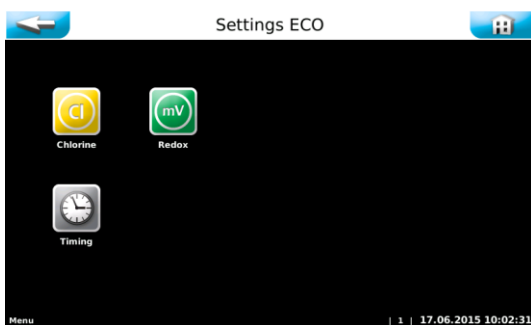 Settings ECO
Cl mV
Chlorine Redox
Timing
Menu | 1 | 17.06.2015 10:02:31